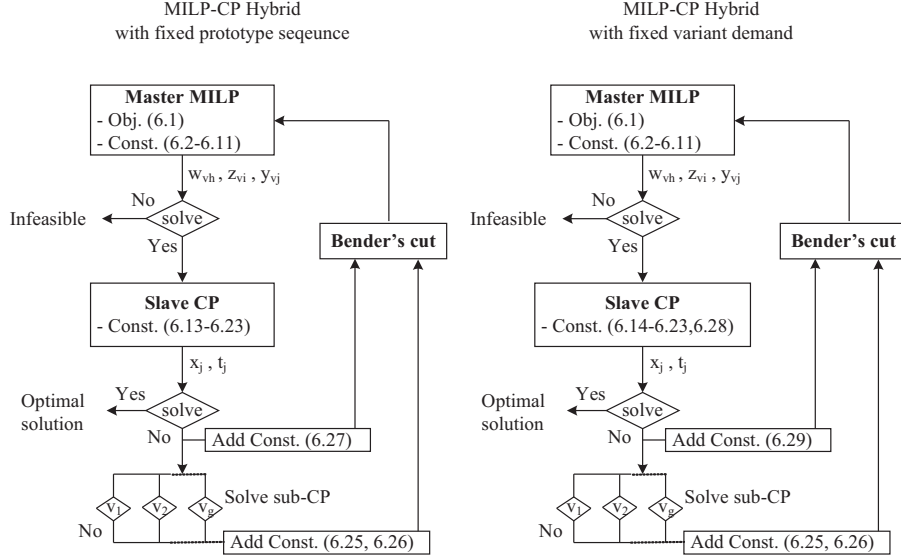 MILP-CP Hybrid
with fixed prototype seqeunce
Master MILP
- Obj. (6.1)
- Const. (6.2-6.11)
w_vh , z_vi , y_vj
No
solve
Infeasible
Yes
Bender's cut
Slave CP
- Const. (6.13-6.23)
x_j , t_j
Yes
solve
Optimal
solution
No
Add Const. (6.27)
Solve sub-CP
v_1
v_2
v_g
No
Add Const. (6.25, 6.26)
MILP-CP Hybrid
with fixed variant demand
Master MILP
- Obj. (6.1)
- Const. (6.2-6.11)
w_vh , z_vi , y_vj
No
solve
Infeasible
Yes
Bender's cut
Slave CP
- Const. (6.14-6.23,6.28)
x_j , t_j
Yes
solve
Optimal
solution
No
Add Const. (6.29)
Solve sub-CP
v_1
v_2
v_g
No
Add Const. (6.25, 6.26)